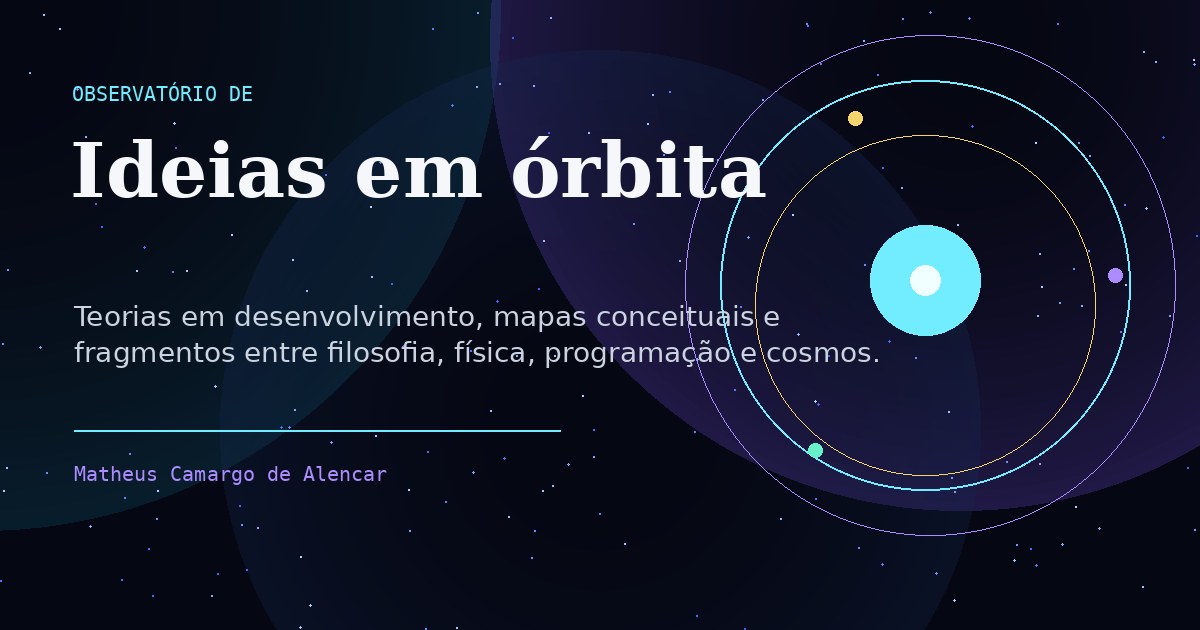 OBSERVATÓRIO DE
Ideias em órbita
Teorias em desenvolvimento, mapas conceituais e
fragmentos entre filosofia, física, programação e cosmos.
Matheus Camargo de Alencar